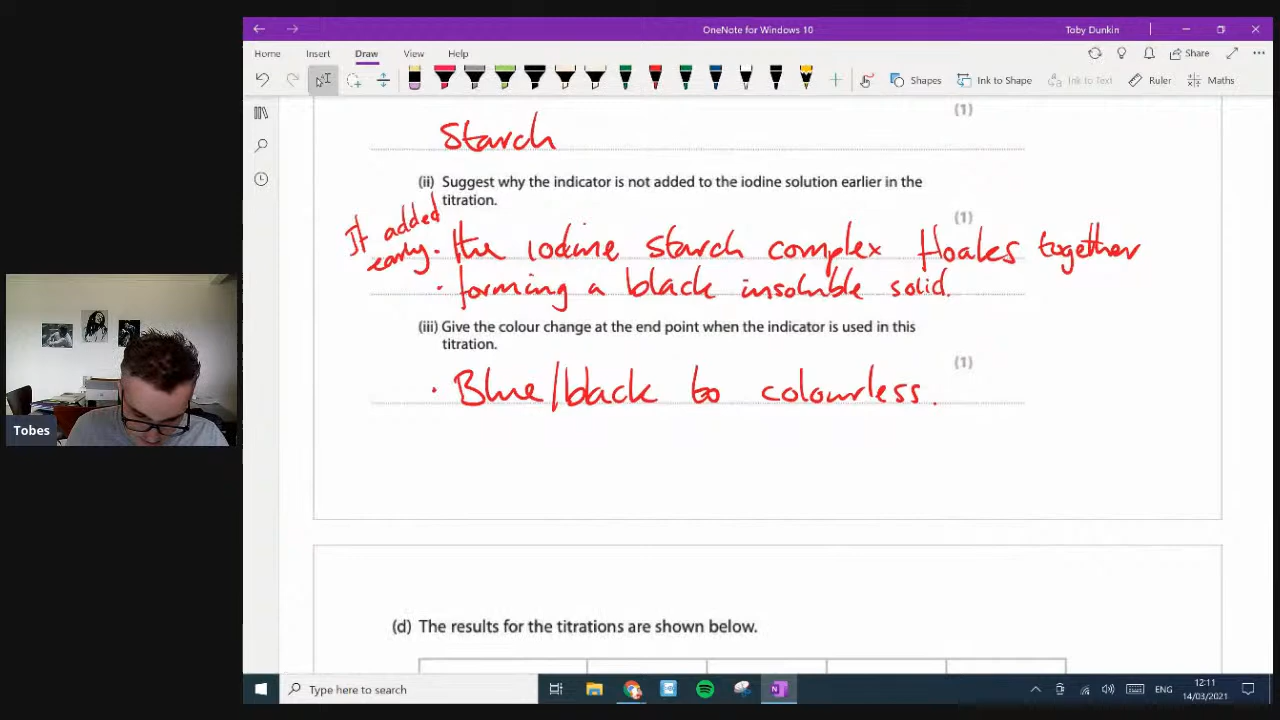 OneNote for Windows 10
Toby Dunkin
Home Insert Draw View Help
Share
Shapes Ink to Shape Ink to Text Ruler Maths
(1)
Starch
(ii) Suggest why the indicator is not added to the iodine solution earlier in the
titration.
(1)
If added
early. the iodine starch complex floakes together
· forming a black insoluble solid.
(iii) Give the colour change at the end point when the indicator is used in this
titration.
(1)
· Blue/black to colourless.
(d) The results for the titrations are shown below.
Tobes
Type here to search
ENG
12:11
14/03/2021